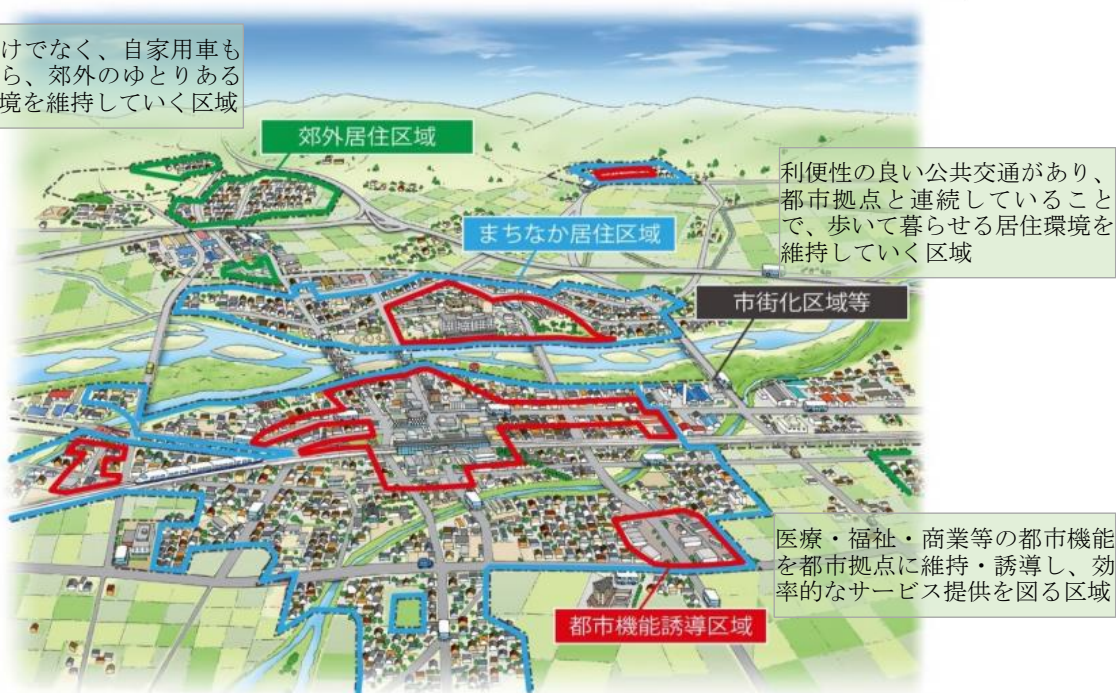 けでなく、自家用車も
ら、郊外のゆとりある
境を維持していく区域
郊外居住区域
利便性の良い公共交通があり、
都市拠点と連続していること
で、歩いて暮らせる居住環境を
維持していく区域
まちなか居住区域
市街化区域等
医療・福祉・商業等の都市機能
を都市拠点に維持・誘導し、効
率的なサービス提供を図る区域
都市機能誘導区域